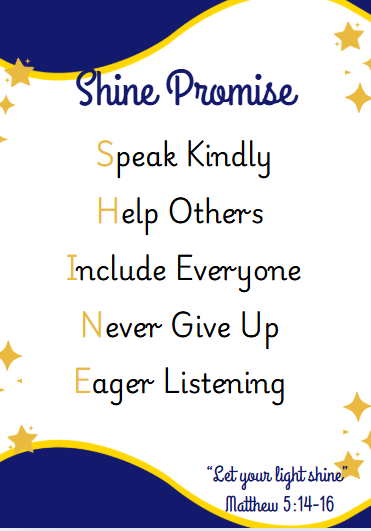 Shine Promise
Speak Kindly
Help Others
Include Everyone
Never Give Up
Eager Listening
“Let your light shine”
Matthew 5:14-16